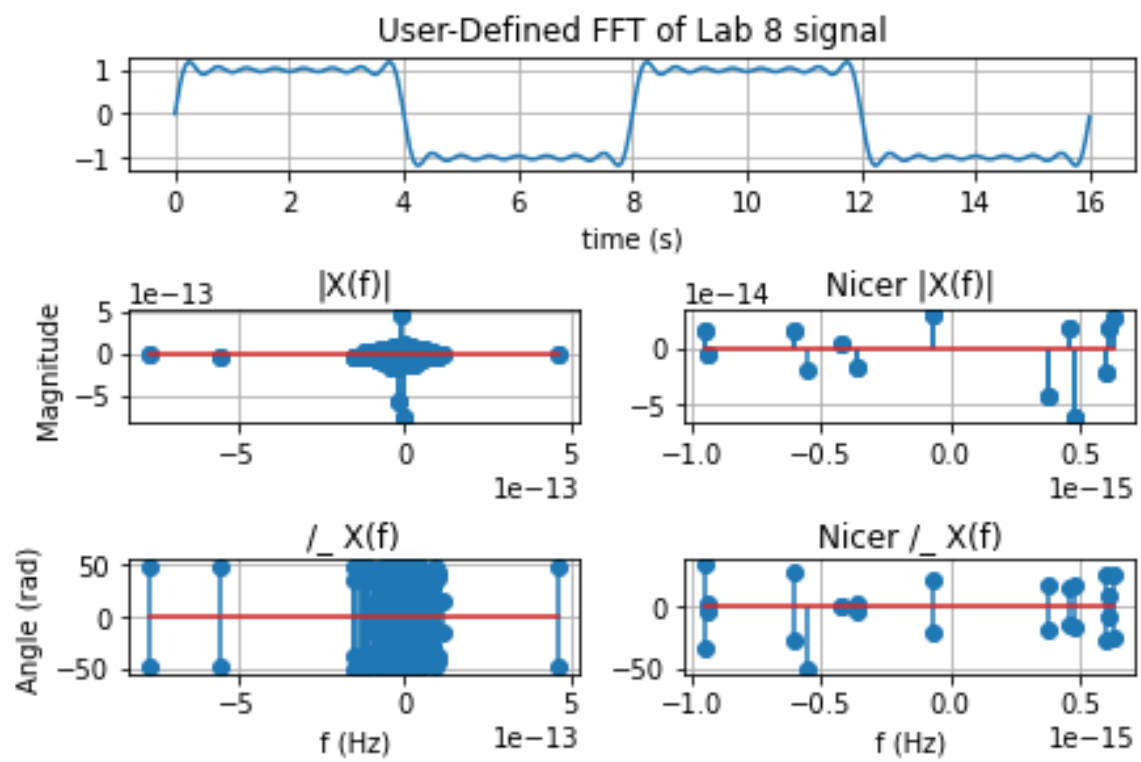 User-Defined FFT of Lab 8 signal
1
0
−1
0 2 4 6 8 10 12 14 16
time (s)
1e−13 |X(f)|
Magnitude
5
0
−5
−5 0 5
1e−13
1e−14 Nicer |X(f)|
0
−5
−1.0 −0.5 0.0 0.5
1e−15
/_ X(f)
Angle (rad)
50
0
−50
−5 0 5
f (Hz) 1e−13
Nicer /_ X(f)
0
−50
−1.0 −0.5 0.0 0.5
f (Hz) 1e−15